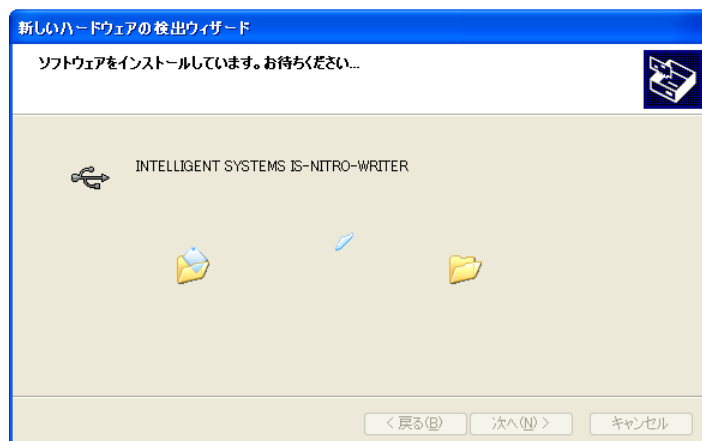 新しいハードウェアの検出ウィザード
ソフトウェアをインストールしています。お待ちください...
INTELLIGENT SYSTEMS IS-NITRO-WRITER
< 戻る(B)
次へ(N) >
キャンセル